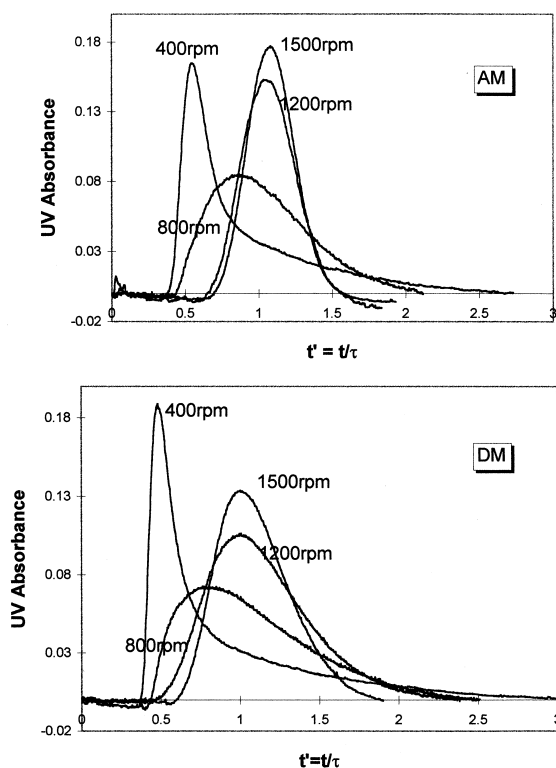 0.18
400rpm
1500rpm
AM
0.13
1200rpm
UV Absorbance
0.08
800rpm
0.03
-0.02
0 0.5 1 1.5 2 2.5 3
t' = t/τ
0.18
400rpm
DM
1500rpm
0.13
1200rpm
UV Absorbance
0.08
800rpm
0.03
-0.02
0 0.5 1 1.5 2 2.5 3
t'=t/τ